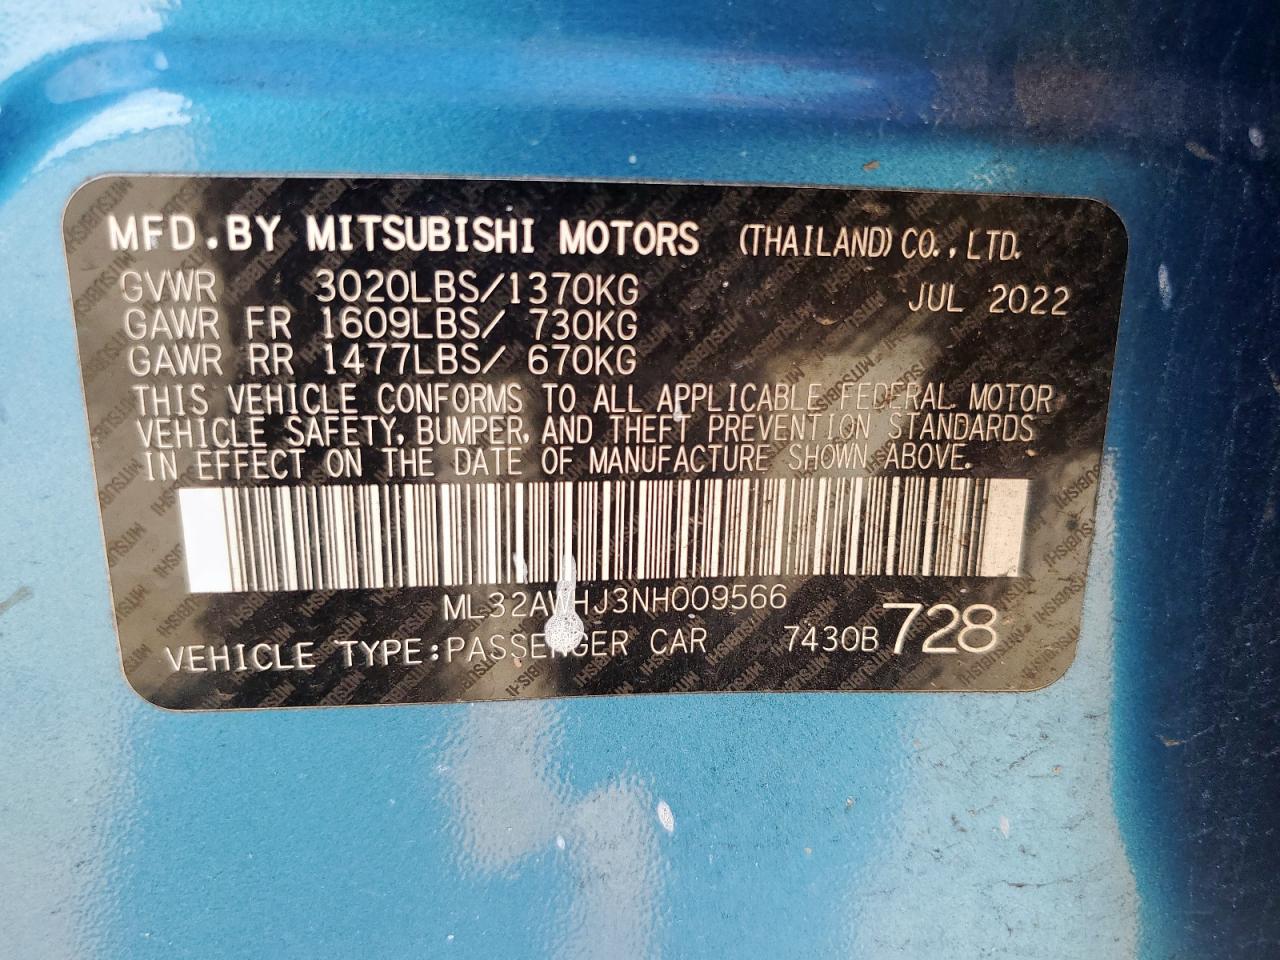 MFD.BY MITSUBISHI MOTORS (THAILAND) CO., LTD.
GVWR 3020LBS/1370KG JUL 2022
GAWR FR 1609LBS/ 730KG
GAWR RR 1477LBS/ 670KG
THIS VEHICLE CONFORMS TO ALL APPLICABLE FEDERAL MOTOR
VEHICLE SAFETY, BUMPER, AND THEFT PREVENTION STANDARDS
IN EFFECT ON THE DATE OF MANUFACTURE SHOWN ABOVE.
ML32AWHJ3NH009566
VEHICLE TYPE:PASSENGER CAR 7430B 728